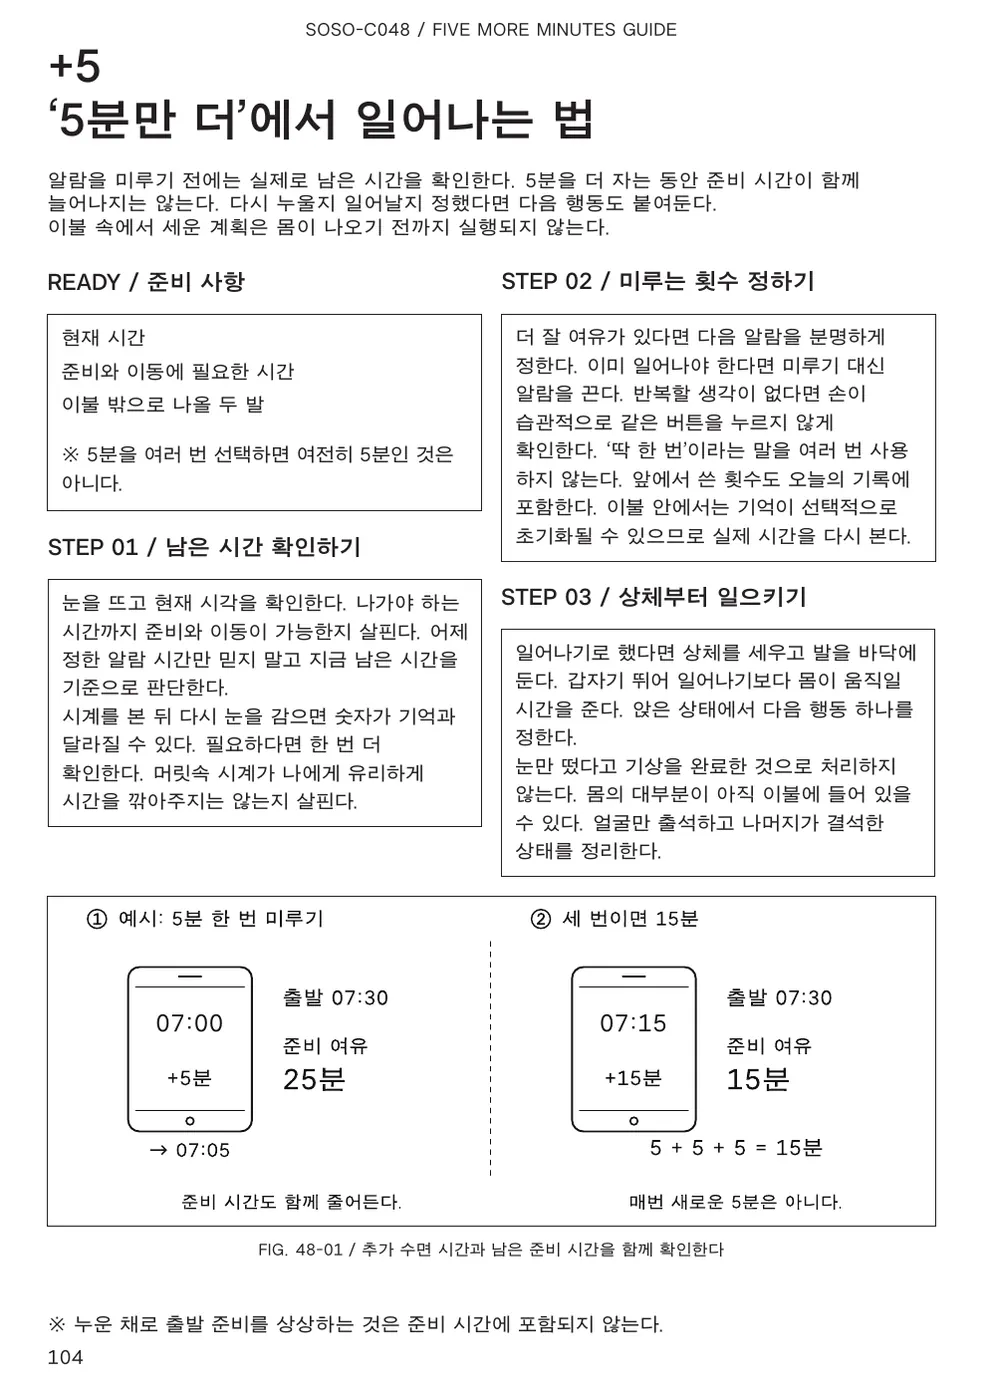 SOSO-C048 / FIVE MORE MINUTES GUIDE
+5
‘5분만 더’에서 일어나는 법
알람을 미루기 전에는 실제로 남은 시간을 확인한다. 5분을 더 자는 동안 준비 시간이 함께
늘어나지는 않는다. 다시 누울지 일어날지 정했다면 다음 행동도 붙여둔다.
이불 속에서 세운 계획은 몸이 나오기 전까지 실행되지 않는다.
READY / 준비 사항
현재 시간
준비와 이동에 필요한 시간
이불 밖으로 나올 두 발
※ 5분을 여러 번 선택하면 여전히 5분인 것은
아니다.
STEP 01 / 남은 시간 확인하기
눈을 뜨고 현재 시각을 확인한다. 나가야 하는
시간까지 준비와 이동이 가능한지 살핀다. 어제
정한 알람 시간만 믿지 말고 지금 남은 시간을
기준으로 판단한다.
시계를 본 뒤 다시 눈을 감으면 숫자가 기억과
달라질 수 있다. 필요하다면 한 번 더
확인한다. 머릿속 시계가 나에게 유리하게
시간을 깎아주지는 않는지 살핀다.
STEP 02 / 미루는 횟수 정하기
더 잘 여유가 있다면 다음 알람을 분명하게
정한다. 이미 일어나야 한다면 미루기 대신
알람을 끈다. 반복할 생각이 없다면 손이
습관적으로 같은 버튼을 누르지 않게
확인한다. ‘딱 한 번’이라는 말을 여러 번 사용
하지 않는다. 앞에서 쓴 횟수도 오늘의 기록에
포함한다. 이불 안에서는 기억이 선택적으로
초기화될 수 있으므로 실제 시간을 다시 본다.
STEP 03 / 상체부터 일으키기
일어나기로 했다면 상체를 세우고 발을 바닥에
둔다. 갑자기 뛰어 일어나기보다 몸이 움직일
시간을 준다. 앉은 상태에서 다음 행동 하나를
정한다.
눈만 떴다고 기상을 완료한 것으로 처리하지
않는다. 몸의 대부분이 아직 이불에 들어 있을
수 있다. 얼굴만 출석하고 나머지가 결석한
상태를 정리한다.
① 예시: 5분 한 번 미루기
07:00
+5분
→ 07:05
출발 07:30
준비 여유
25분
준비 시간도 함께 줄어든다.
② 세 번이면 15분
07:15
+15분
출발 07:30
준비 여유
15분
5 + 5 + 5 = 15분
매번 새로운 5분은 아니다.
FIG. 48-01 / 추가 수면 시간과 남은 준비 시간을 함께 확인한다
※ 누운 채로 출발 준비를 상상하는 것은 준비 시간에 포함되지 않는다.
104